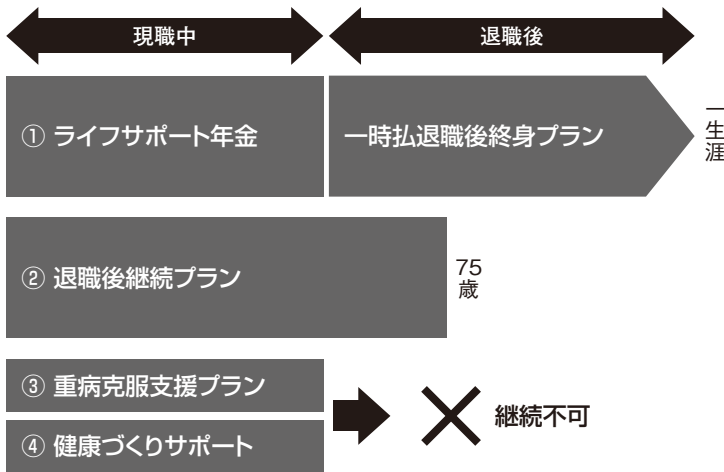 現職中
退職後
① ライフサポート年金
一時払退職後終身プラン
一生涯
② 退職後継続プラン
75歳
③ 重病克服支援プラン
④ 健康づくりサポート
継続不可